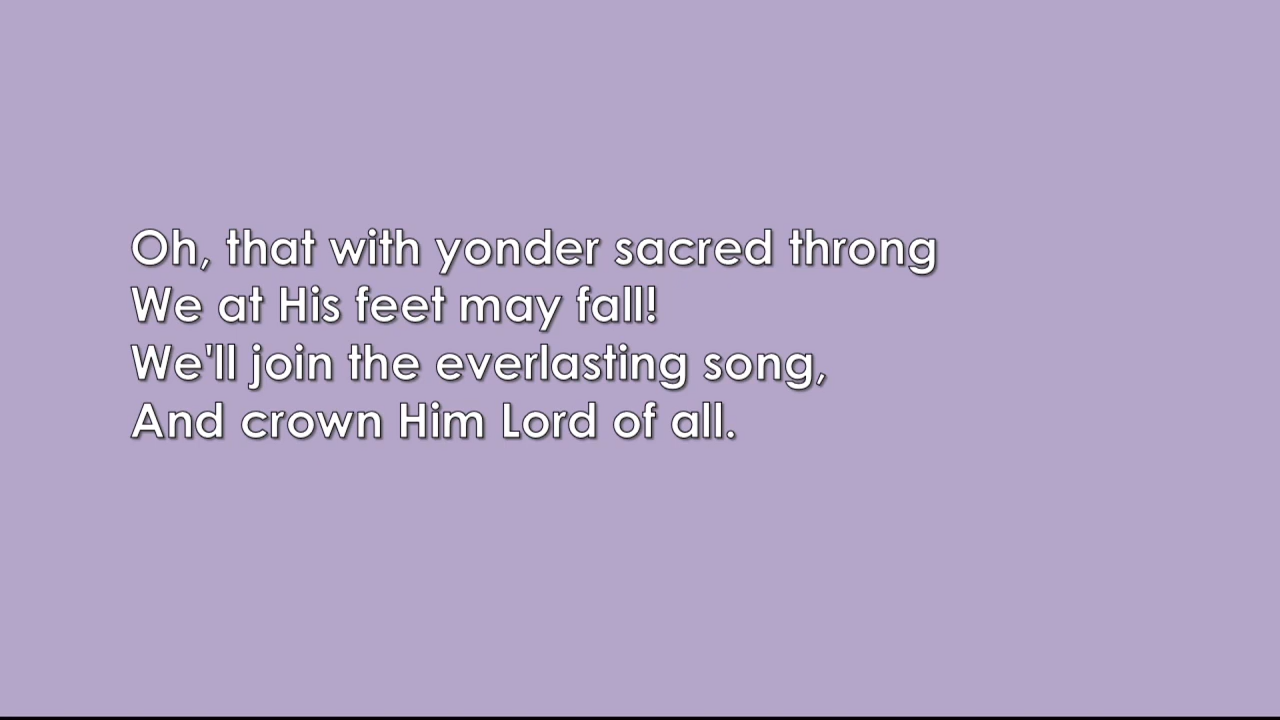 Oh, that with yonder sacred throng
We at His feet may fall!
We'll join the everlasting song,
And crown Him Lord of all.